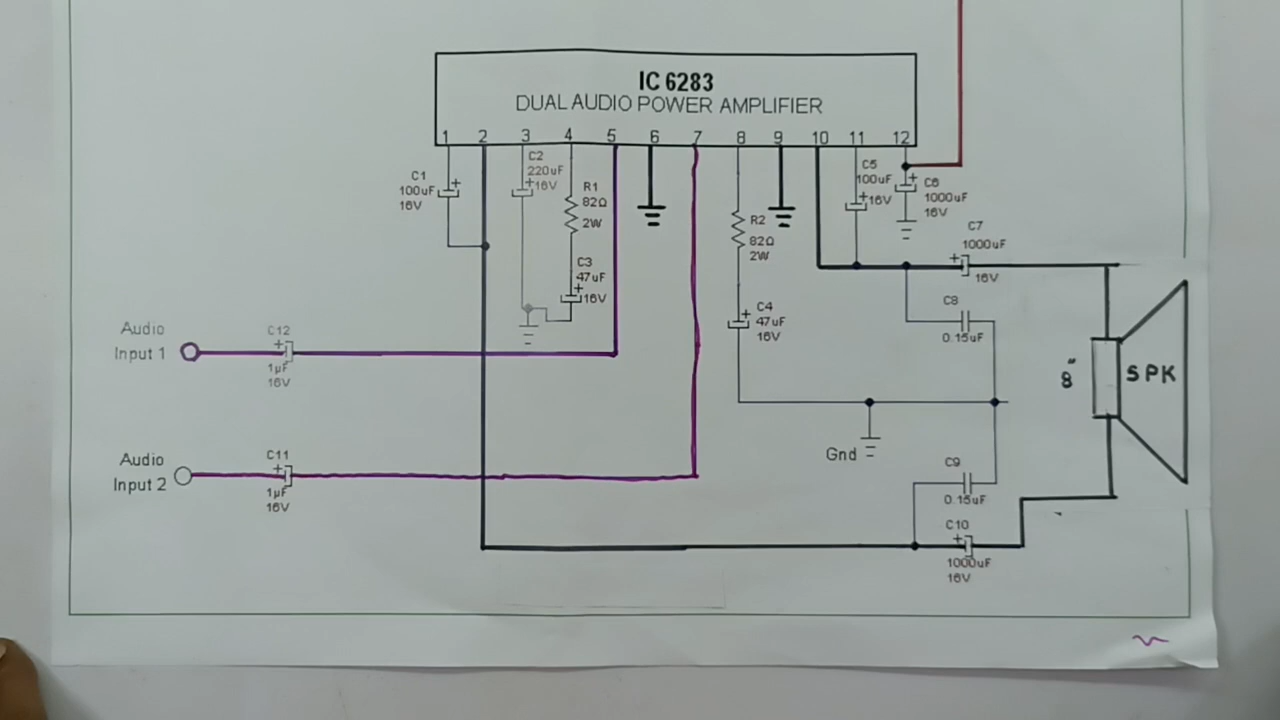 IC 6283
DUAL AUDIO POWER AMPLIFIER
1 2 3 4 5 6 7 8 9 10 11 12
C1
100uF
16V
C2
220uF
16V
R1
82Ω
2W
C3
47uF
16V
R2
82Ω
2W
C4
47uF
16V
C5
100uF
16V
C6
1000uF
16V
C7
1000uF
16V
C8
0.15uF
Audio
Input 1
C12
1µF
16V
8"
SPK
Gnd
Audio
Input 2
C11
1µF
16V
C9
0.15uF
C10
1000uF
16V